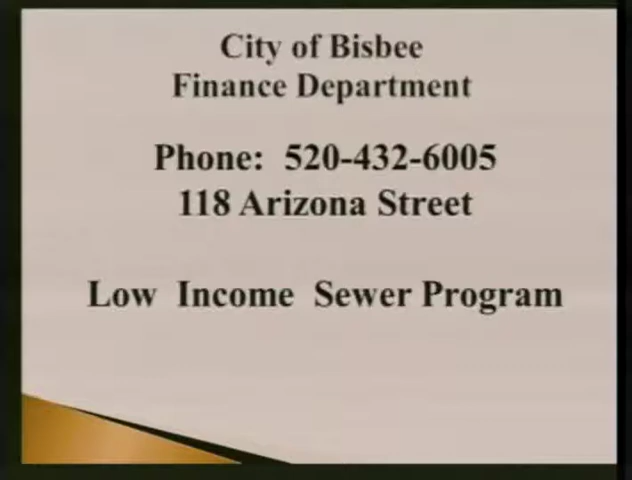 City of Bisbee
Finance Department
Phone: 520-432-6005
118 Arizona Street
Low Income Sewer Program